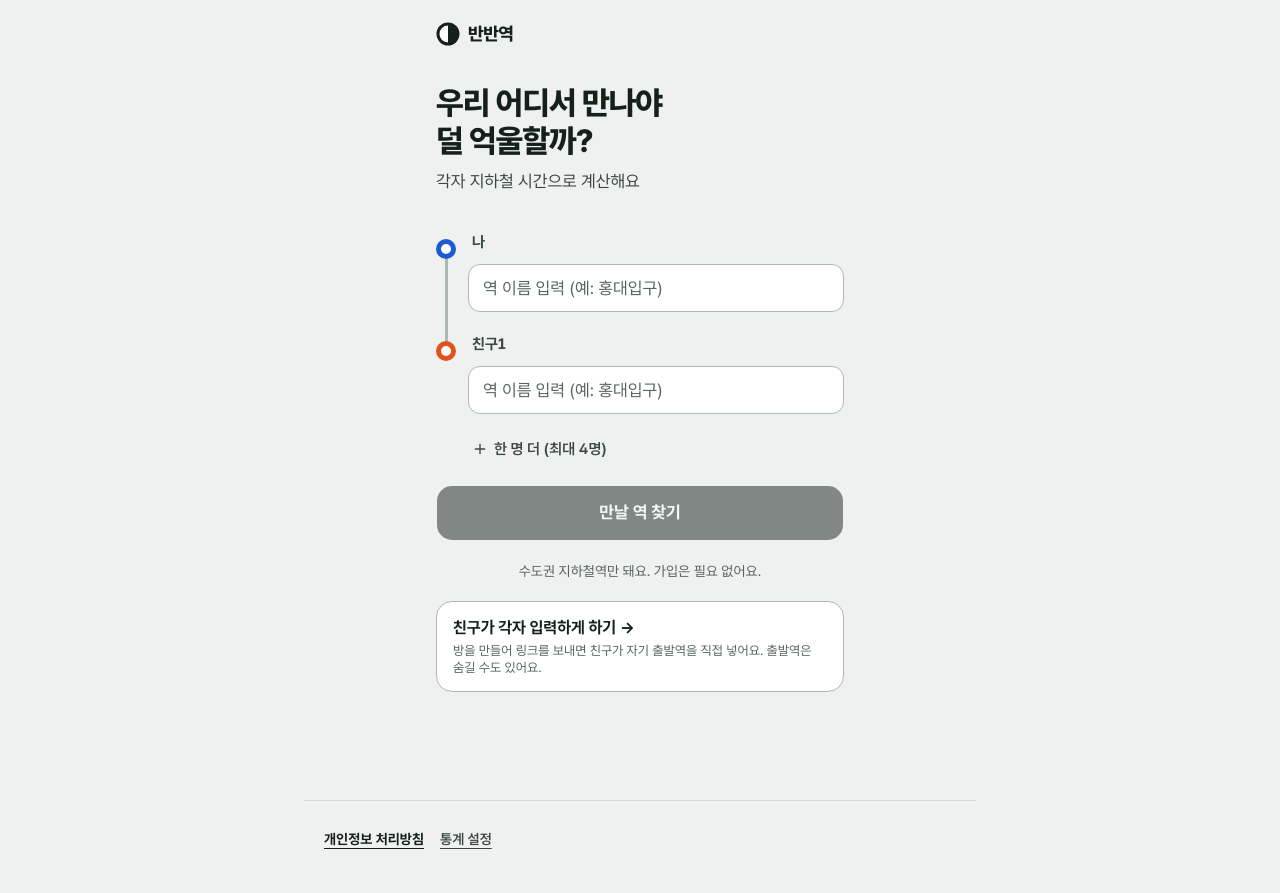 반반역
우리 어디서 만나야
덜 억울할까?
각자 지하철 시간으로 계산해요
나
역 이름 입력 (예: 홍대입구)
친구1
역 이름 입력 (예: 홍대입구)
+ 한 명 더 (최대 4명)
만날 역 찾기
수도권 지하철역만 돼요. 가입은 필요 없어요.
친구가 각자 입력하게 하기 →
방을 만들어 링크를 보내면 친구가 자기 출발역을 직접 넣어요. 출발역은
숨길 수도 있어요.
개인정보 처리방침 통계 설정